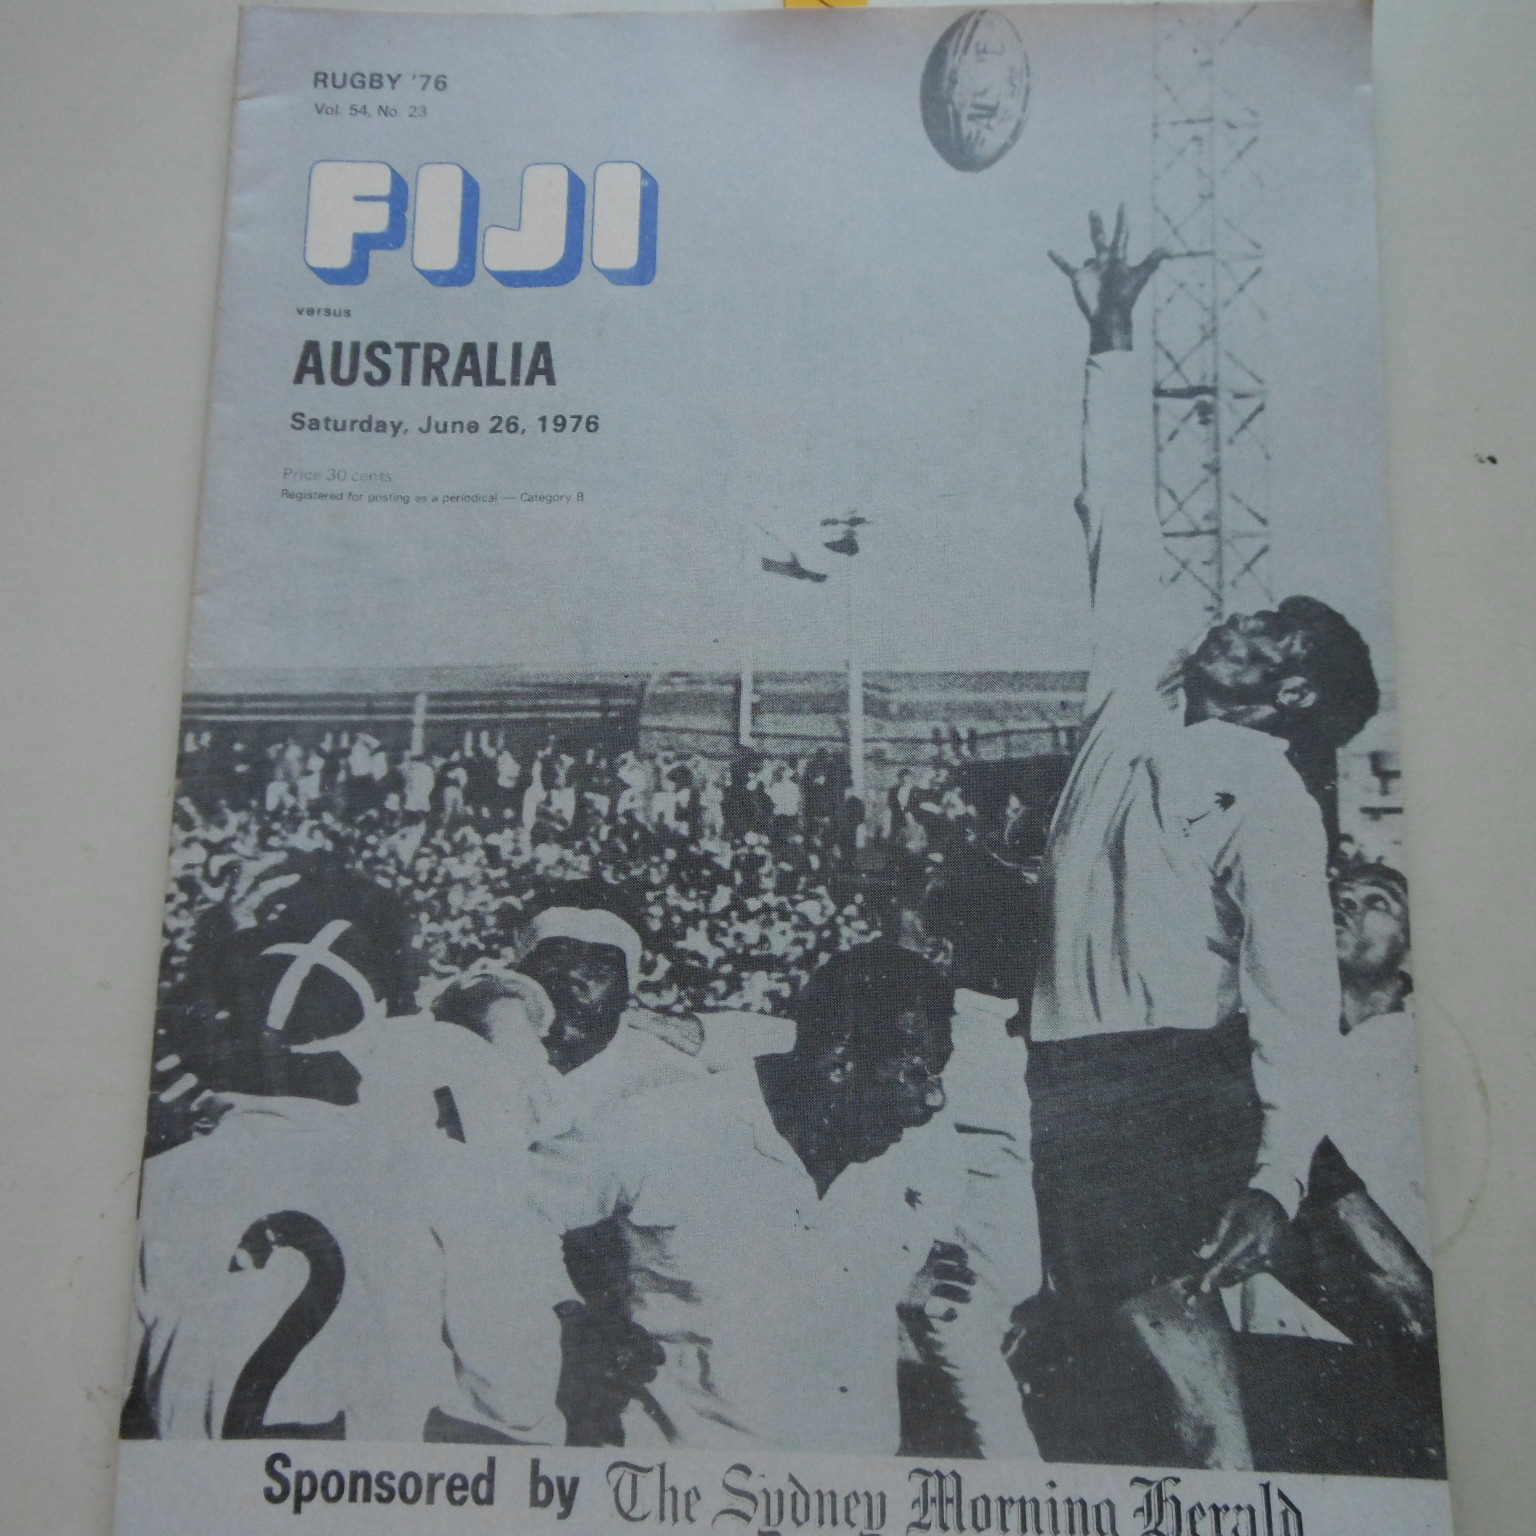 RUGBY '76
Vol. 54, No. 23
FIJI
versus
AUSTRALIA
Saturday, June 26, 1976
Price 30 cents
Registered for posting as a periodical — Category B
2
Sponsored by The Sydney Morning Herald